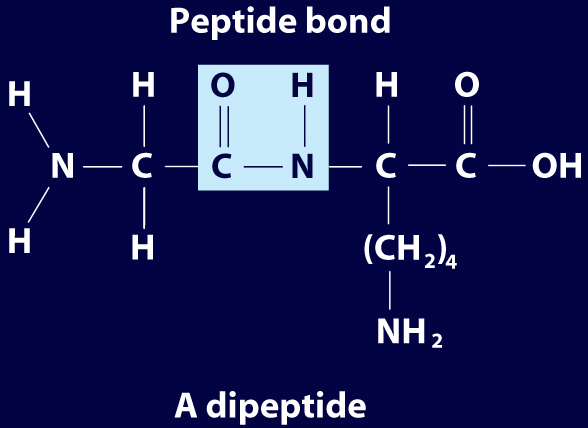 Peptide bond
H H O H H O
N C C N C C OH
H H (CH₂)₄
NH₂
A dipeptide